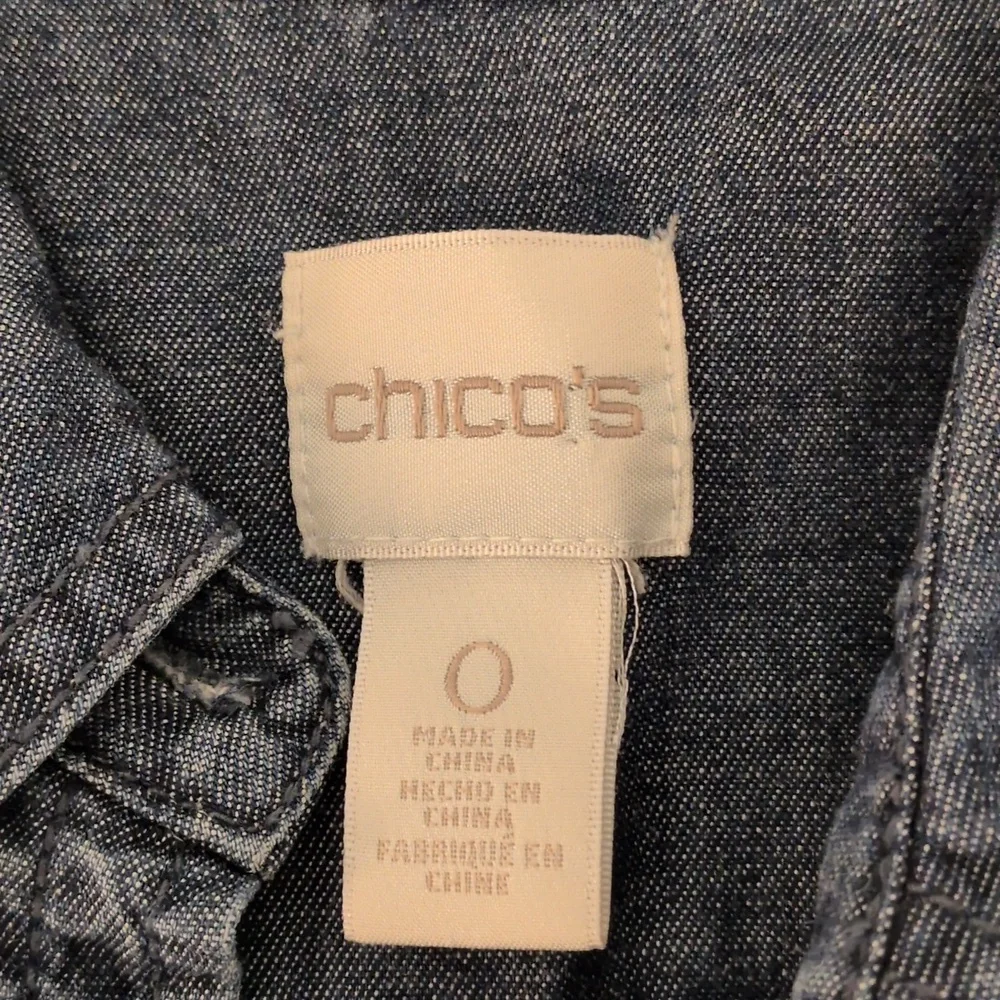 chico's
0
MADE IN
CHINA
HECHO EN
CHINA
FABRIQUÉ EN
CHINE